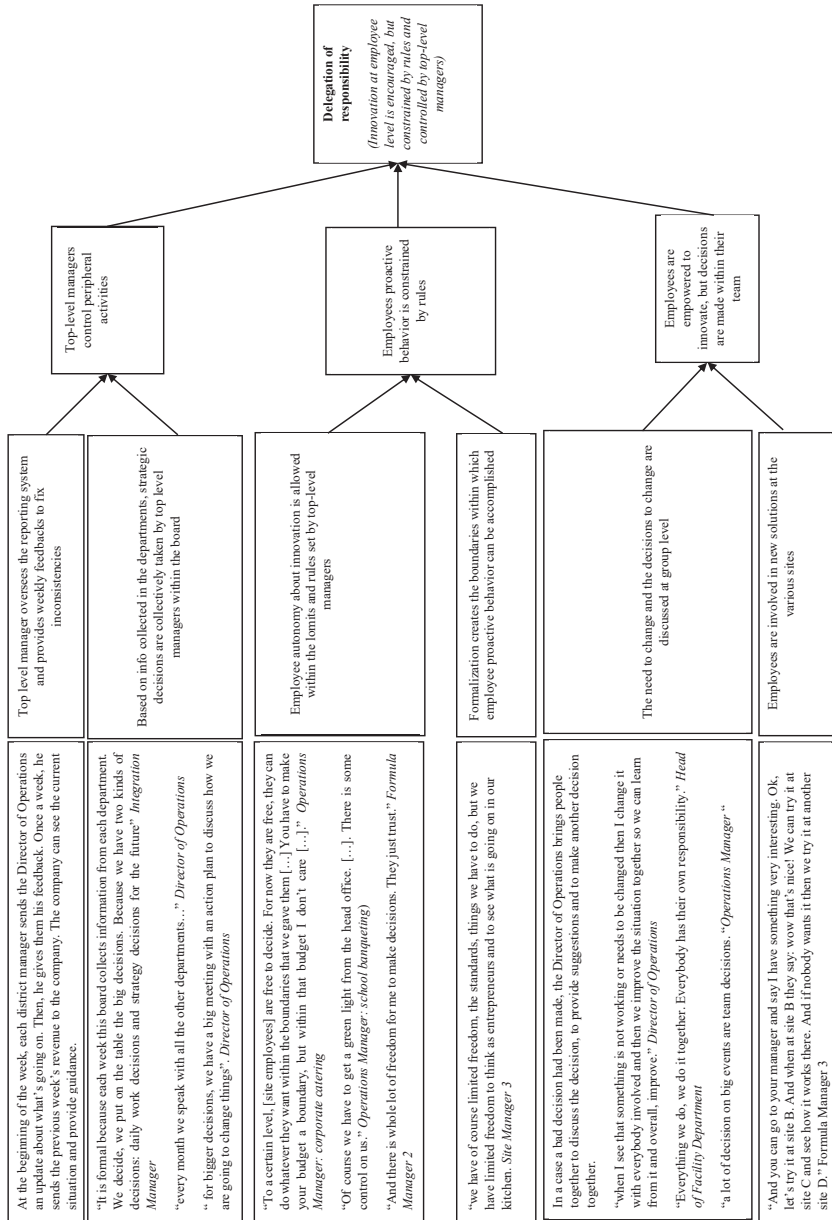 At the beginning of the week, each district manager sends the Director of Operations
an update about what's going on. Then, he gives them his feedback. Once a week, he
sends the previous week's revenue to the company. The company can see the current
situation and provide guidance.
"It is formal because each week this board collects information from each department.
We decide, we put on the table the big decisions. Because we have two kinds of
decisions: daily work decisions and strategy decisions for the future" Integration
Manager
"every month we speak with all the other departments…" Director of Operations
" for bigger decisions, we have a big meeting with an action plan to discuss how we
are going to change things". Director of Operations
"To a certain level, [site employees] are free to decide. For now they are free, they can
do whatever they want within the boundaries that we gave them […] You have to make
your budget a boundary, but within that budget I don't care […]." Operations
Manager: corporate catering
"Of course we have to get a green light from the head office. […]. There is some
control on us." Operations Manager: school banqueting)
"And there is whole lot of freedom for me to make decisions. They just trust." Formula
Manager 2
"we have of course limited freedom, the standards, things we have to do, but we
have limited freedom to think as entrepreneurs and to see what is going on in our
kitchen. Site Manager 3
In a case a bad decision had been made, the Director of Operations brings people
together to discuss the decision, to provide suggestions and to make another decision
together.
"when I see that something is not working or needs to be changed then I change it
with everybody involved and then we improve the situation together so we can learn
from it and overall, improve." Director of Operations
"Everything we do, we do it together. Everybody has their own responsibility." Head
of Facility Department
"a lot of decision on big events are team decisions. "Operations Manager "
"And you can go to your manager and say I have something very interesting. Ok,
let's try it at site B. And when at site B they say: wow that's nice! We can try it at
site C and see how it works there. And if nobody wants it then we try it at another
site D." Formula Manager 3
Top level manager oversees the reporting system
and provides weekly feedbacks to fix
inconsistencies
Based on info collected in the departments, strategic
decisions are collectively taken by top level
managers within the board
Employee autonomy about innovation is allowed
within the lomits and rules set by top-level
managers
Formalization creates the boundaries within which
employee proactive behavior can be accomplished
The need to change and the decisions to change are
discussed at group level
Employees are involved in new solutions at the
various sites
Top-level managers
control peripheral
activities
Employees proactive
behavior is constrained
by rules
Employees are
empowered to
innovate, but decisions
are made within their
team
Delegation of
responsibility
(Innovation at employee
level is encouraged, but
constrained by rules and
controlled by top-level
managers)